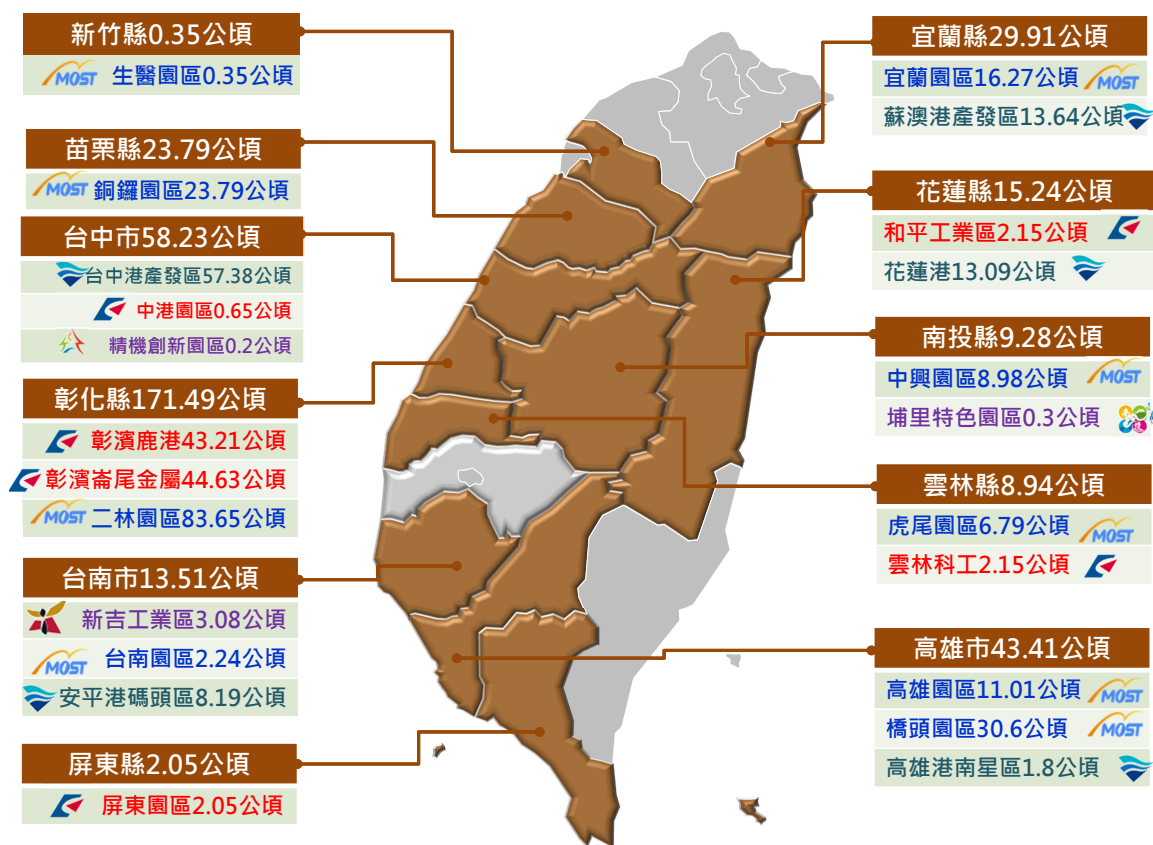 新竹縣0.35公頃
MOST 生醫園區0.35公頃
苗栗縣23.79公頃
MOST 銅鑼園區23.79公頃
台中市58.23公頃
台中港產發區57.38公頃
中港園區0.65公頃
精機創新園區0.2公頃
彰化縣171.49公頃
彰濱鹿港43.21公頃
彰濱崙尾金屬44.63公頃
MOST 二林園區83.65公頃
台南市13.51公頃
新吉工業區3.08公頃
MOST 台南園區2.24公頃
安平港碼頭區8.19公頃
屏東縣2.05公頃
屏東園區2.05公頃
宜蘭縣29.91公頃
宜蘭園區16.27公頃 MOST
蘇澳港產發區13.64公頃
花蓮縣15.24公頃
和平工業區2.15公頃
花蓮港13.09公頃
南投縣9.28公頃
中興園區8.98公頃 MOST
埔里特色園區0.3公頃
雲林縣8.94公頃
虎尾園區6.79公頃 MOST
雲林科工2.15公頃
高雄市43.41公頃
高雄園區11.01公頃 MOST
橋頭園區30.6公頃 MOST
高雄港南星區1.8公頃